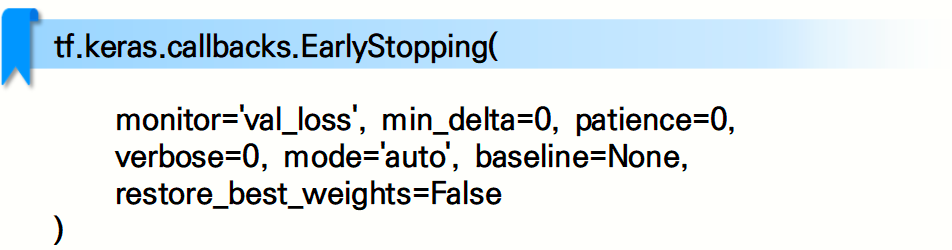 tf.keras.callbacks.EarlyStopping(
monitor='val_loss', min_delta=0, patience=0,
verbose=0, mode='auto', baseline=None,
restore_best_weights=False
)